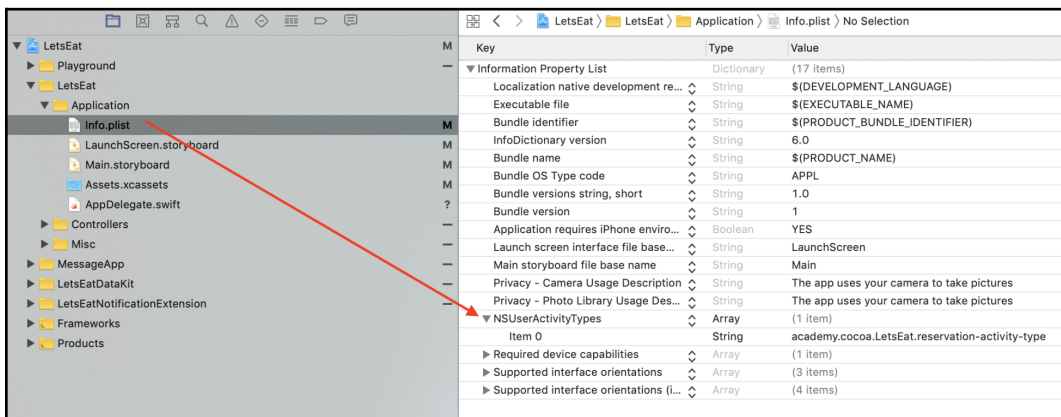 LetsEat M
Playground —
LetsEat —
Application —
Info.plist M
LaunchScreen.storyboard M
Main.storyboard M
Assets.xcassets M
AppDelegate.swift ?
Controllers —
Misc —
MessageApp —
LetsEatDataKit —
LetsEatNotificationExtension —
Frameworks
Products
LetsEat 〉 LetsEat 〉 Application 〉 Info.plist 〉 No Selection
Key Type Value
Information Property List Dictionary (17 items)
Localization native development re... String $(DEVELOPMENT_LANGUAGE)
Executable file String $(EXECUTABLE_NAME)
Bundle identifier String $(PRODUCT_BUNDLE_IDENTIFIER)
InfoDictionary version String 6.0
Bundle name String $(PRODUCT_NAME)
Bundle OS Type code String APPL
Bundle versions string, short String 1.0
Bundle version String 1
Application requires iPhone enviro... Boolean YES
Launch screen interface file base... String LaunchScreen
Main storyboard file base name String Main
Privacy - Camera Usage Description String The app uses your camera to take pictures
Privacy - Photo Library Usage Des... String The app uses your camera to take pictures
NSUserActivityTypes Array (1 item)
Item 0 String academy.cocoa.LetsEat.reservation-activity-type
Required device capabilities Array (1 item)
Supported interface orientations Array (3 items)
Supported interface orientations (i... Array (4 items)